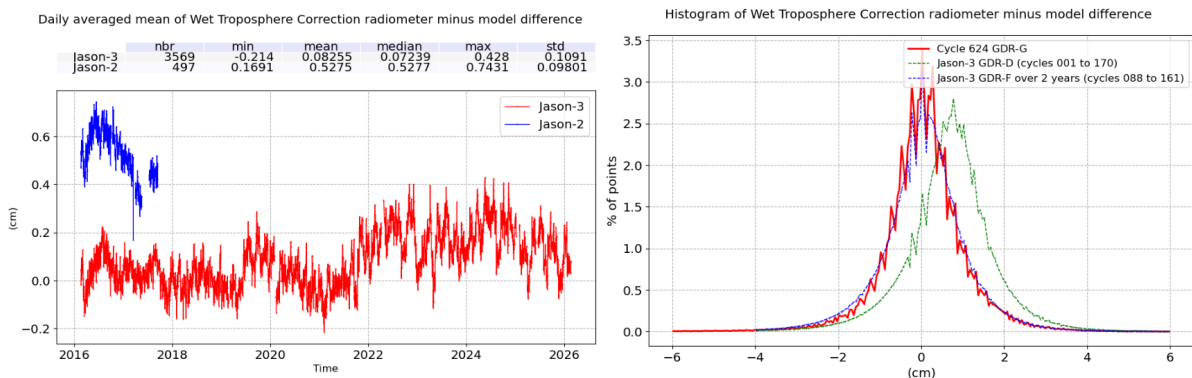 Daily averaged mean of Wet Troposphere Correction radiometer minus model difference
nbr min mean median max std
Jason-3 3569 -0.214 0.08255 0.07239 0.428 0.1091
Jason-2 497 0.1691 0.5275 0.5277 0.7431 0.09801
Jason-3
Jason-2
0.6
0.4
0.2
0.0
−0.2
(cm)
2016 2018 2020 2022 2024 2026
Time
Histogram of Wet Troposphere Correction radiometer minus model difference
Cycle 624 GDR-G
Jason-3 GDR-D (cycles 001 to 170)
Jason-3 GDR-F over 2 years (cycles 088 to 161)
3.5
3.0
2.5
2.0
1.5
1.0
0.5
0.0
% of points
−6 −4 −2 0 2 4 6
(cm)